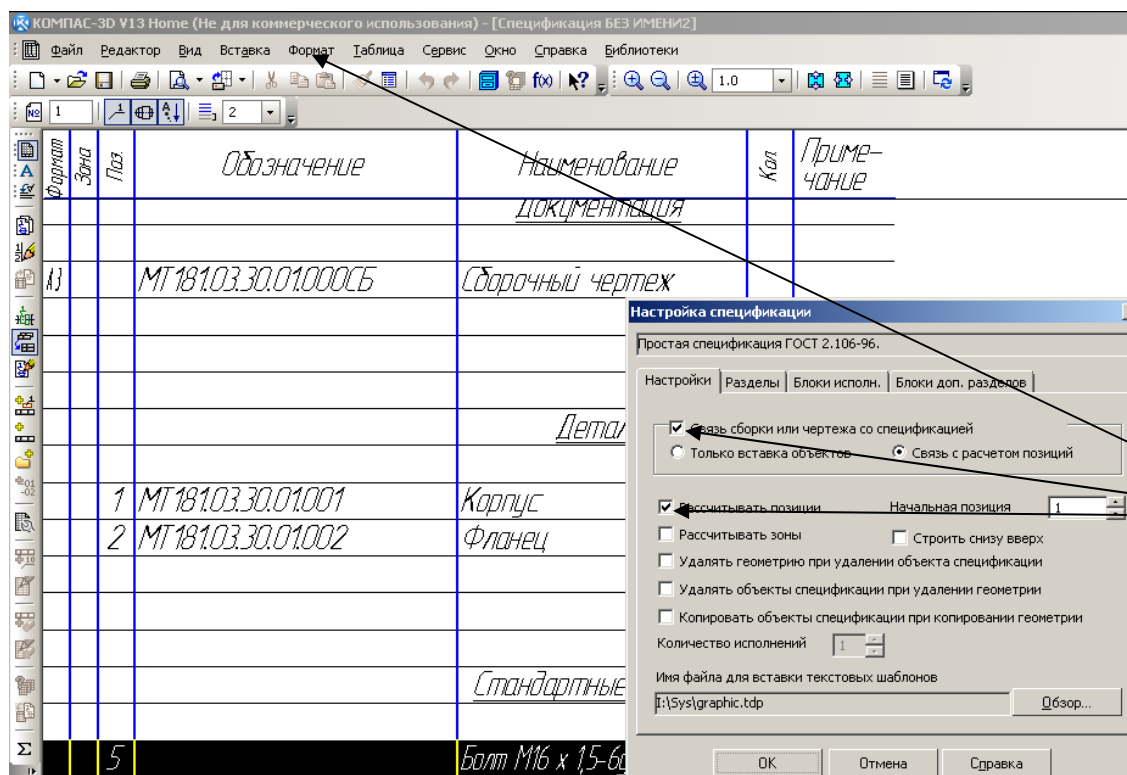 КОМПАС-3D V13 Home (Не для коммерческого использования) - [Спецификация БЕЗ ИМЕНИ2]
Файл Редактор Вид Вставка Формат Таблица Сервис Окно Справка Библиотеки
f(x) 1.0
№ 1 2
Формат Зона Поз. Обозначение Наименование Кол. Приме-
чание
Документация
А3 МТ181.03.30.01.000СБ Сборочный чертеж
Настройка спецификации
Простая спецификация ГОСТ 2.106-96.
Настройки Разделы Блоки исполн. Блоки доп. разделов
Связь сборки или чертежа со спецификацией
Только вставка объектов Связь с расчетом позиций
Детал
1 МТ181.03.30.01.001 Корпус
2 МТ181.03.30.01.002 Фланец
Рассчитывать позиции Начальная позиция 1
Рассчитывать зоны Строить снизу вверх
Удалять геометрию при удалении объекта спецификации
Удалять объекты спецификации при удалении геометрии
Копировать объекты спецификации при копировании геометрии
Количество исполнений 1
Имя файла для вставки текстовых шаблонов
I:\Sys\graphic.tdp Обзор...
Стандартные
5 Болт М16 x 1,5-6
OK Отмена Справка